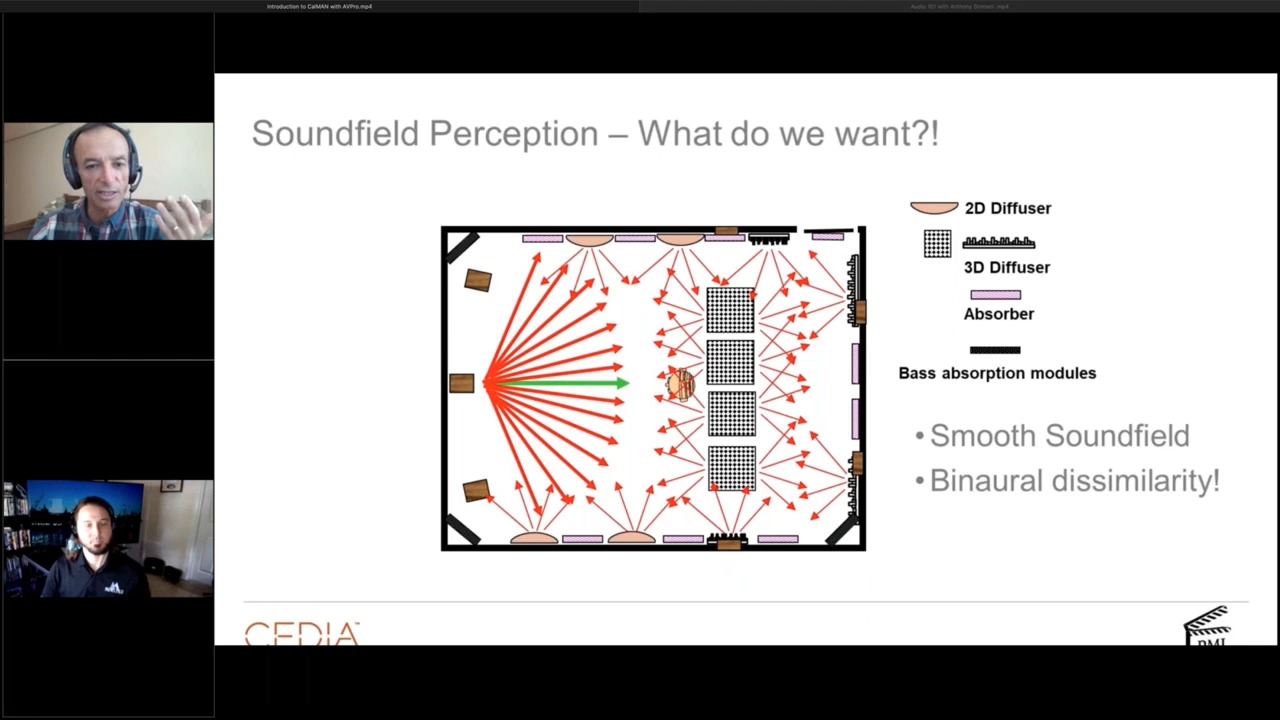 Introduction to CalMAN with AVPro.mp4
Soundfield Perception – What do we want?!
2D Diffuser
3D Diffuser
Absorber
Bass absorption modules
• Smooth Soundfield
• Binaural dissimilarity!
CEDIA
PMI